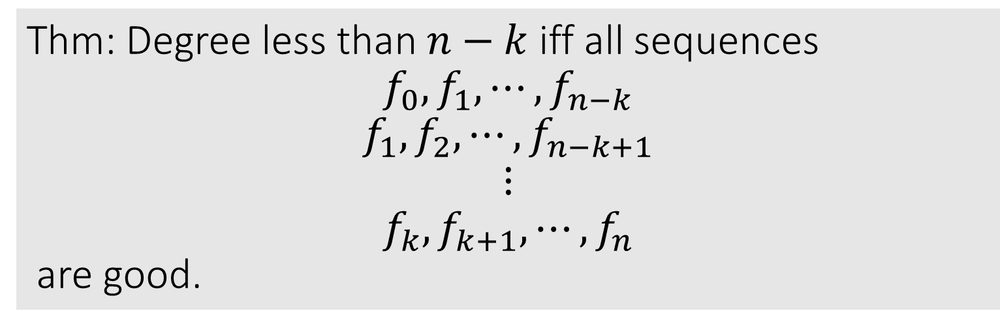 Thm: Degree less than n − k iff all sequences
f₀, f₁, ⋯ , fₙ₋ₖ
f₁, f₂, ⋯ , fₙ₋ₖ₊₁
⋮
fₖ, fₖ₊₁, ⋯ , fₙ
are good.